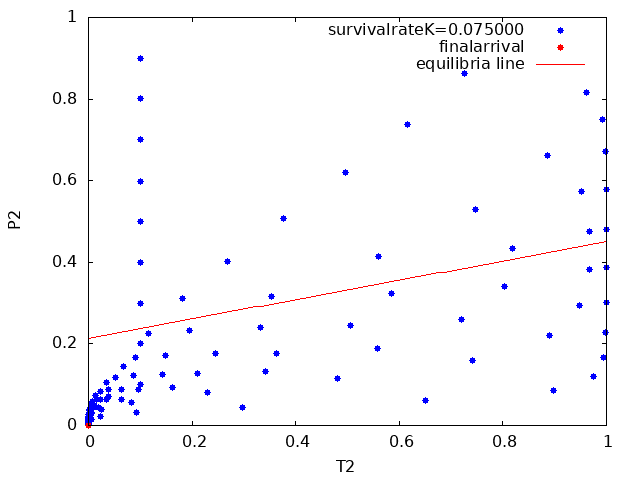 survivalrateK=0.075000
finalarrival
equilibria line
1
0.8
0.6
0.4
0.2
0
P2
0 0.2 0.4 0.6 0.8 1
T2